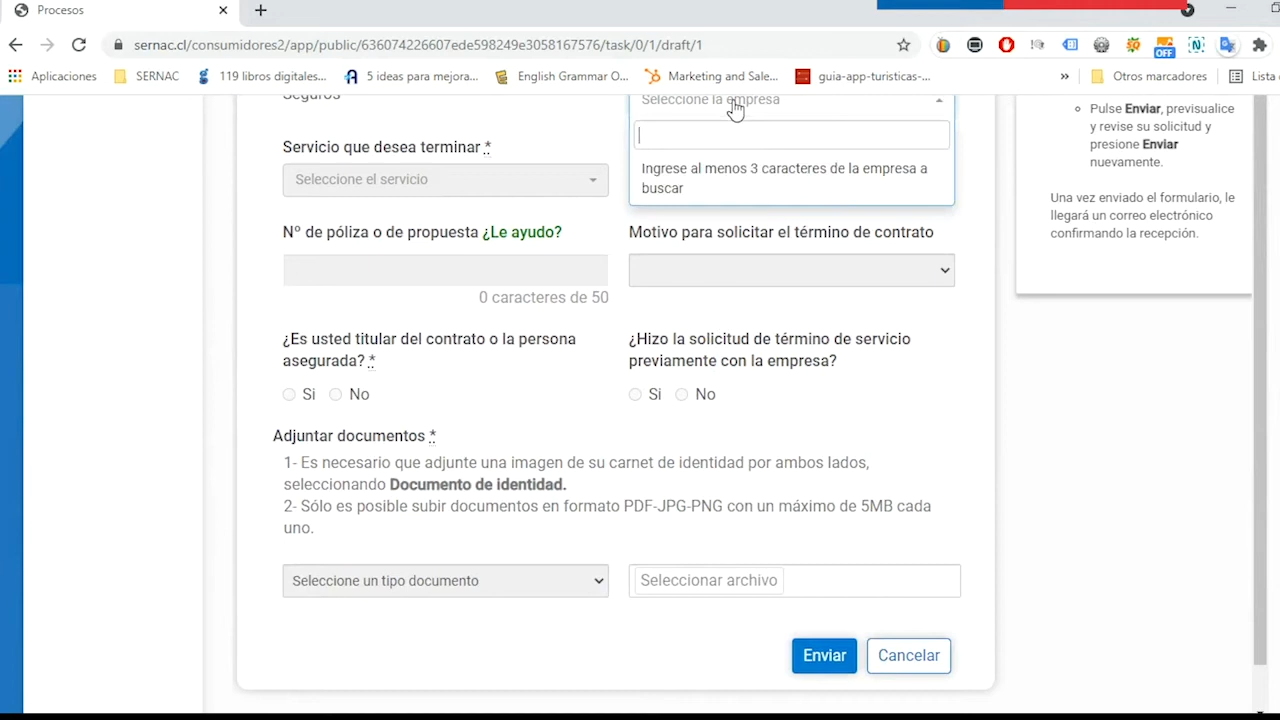 Procesos
sernac.cl/consumidores2/app/public/636074226607ede598249e3058167576/task/0/1/draft/1
OFF
Aplicaciones
SERNAC
119 libros digitales...
5 ideas para mejora...
English Grammar O...
Marketing and Sale...
guia-app-turisticas-...
»
Otros marcadores
Lista
Seguros
Seleccione la empresa
Ingrese al menos 3 caracteres de la empresa a
buscar
Servicio que desea terminar *
Seleccione el servicio
Nº de póliza o de propuesta ¿Le ayudo?
0 caracteres de 50
Motivo para solicitar el término de contrato
¿Es usted titular del contrato o la persona
asegurada? *
Si No
¿Hizo la solicitud de término de servicio
previamente con la empresa?
Si No
Adjuntar documentos *
1- Es necesario que adjunte una imagen de su carnet de identidad por ambos lados,
seleccionando Documento de identidad.
2- Sólo es posible subir documentos en formato PDF-JPG-PNG con un máximo de 5MB cada
uno.
Seleccione un tipo documento
Seleccionar archivo
Enviar
Cancelar
Pulse Enviar, previsualice
y revise su solicitud y
presione Enviar
nuevamente.
Una vez enviado el formulario, le
llegará un correo electrónico
confirmando la recepción.